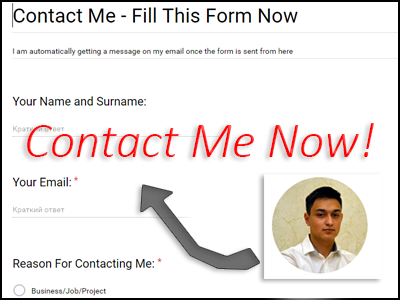 Contact Me - Fill This Form Now
I am automatically getting a message on my email once the form is sent from here
Your Name and Surname:
Краткий ответ
Contact Me Now!
Your Email: *
Краткий ответ
Reason For Contacting Me: *
Business/Job/Project